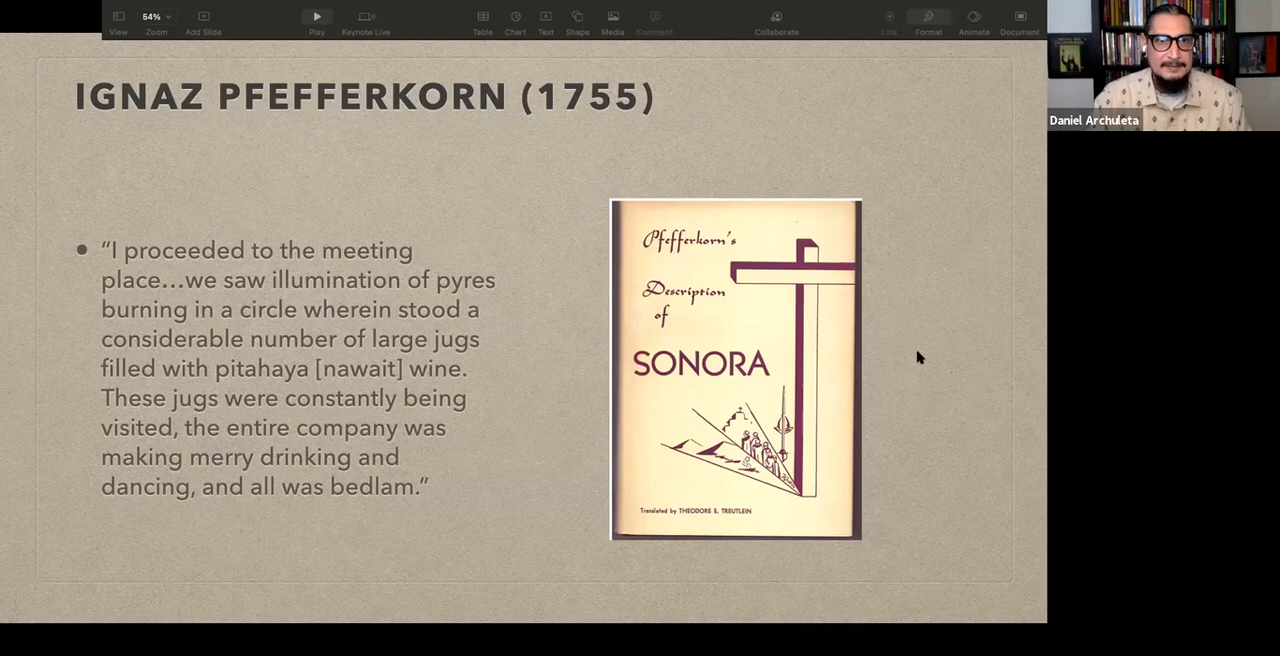 54%
View
Zoom
Add Slide
Play
Keynote Live
Table
Chart
Text
Shape
Media
Comment
Collaborate
Link
Format
Animate
Document
Daniel Archuleta
IGNAZ PFEFFERKORN (1755)
• “I proceeded to the meeting
place…we saw illumination of pyres
burning in a circle wherein stood a
considerable number of large jugs
filled with pitahaya [nawait] wine.
These jugs were constantly being
visited, the entire company was
making merry drinking and
dancing, and all was bedlam.”
Pfefferkorn's
Description
of
SONORA
Translated by THEODORE E. TREUTLEIN